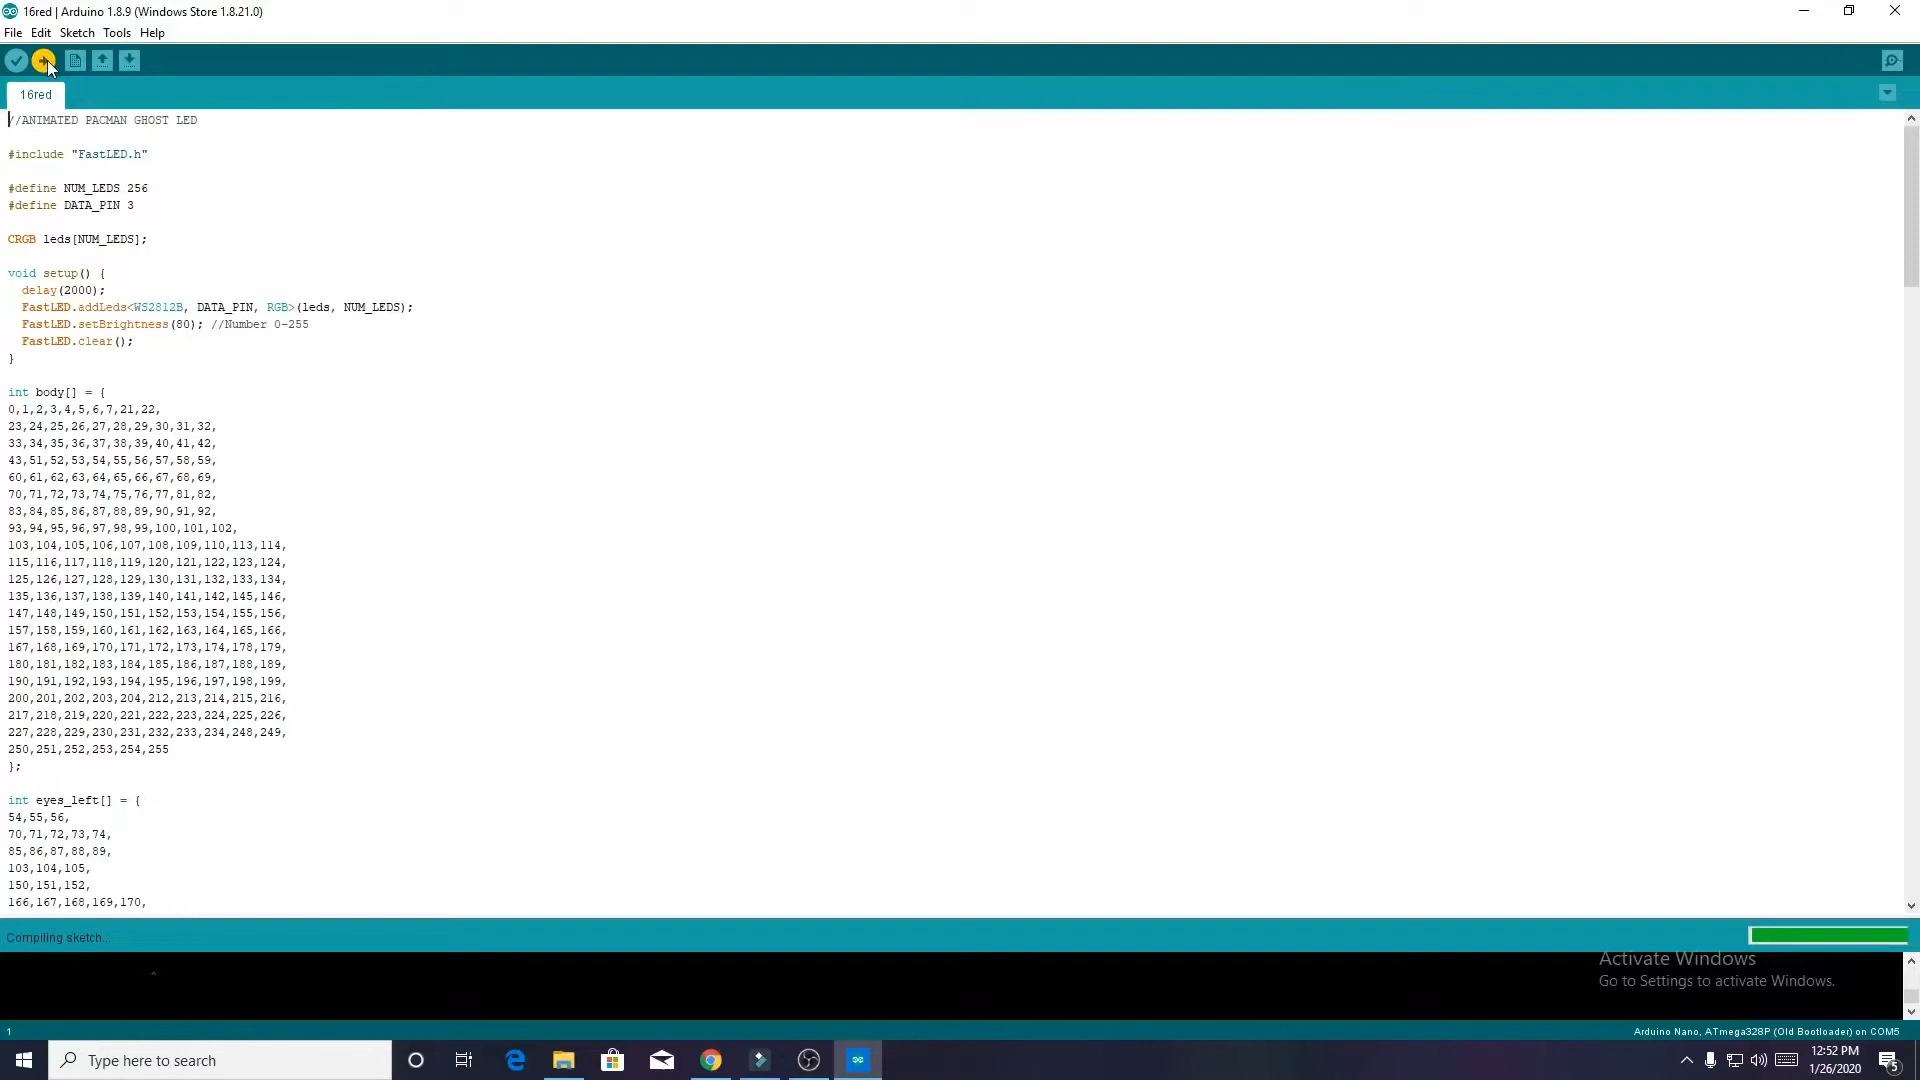 16red | Arduino 1.8.9 (Windows Store 1.8.21.0)
File Edit Sketch Tools Help
16red
//ANIMATED PACMAN GHOST LED
#include "FastLED.h"
#define NUM_LEDS 256
#define DATA_PIN 3
CRGB leds[NUM_LEDS];
void setup() {
delay(2000);
FastLED.addLeds<WS2812B, DATA_PIN, RGB>(leds, NUM_LEDS);
FastLED.setBrightness(80); //Number 0-255
FastLED.clear();
}
int body[] = {
0,1,2,3,4,5,6,7,21,22,
23,24,25,26,27,28,29,30,31,32,
33,34,35,36,37,38,39,40,41,42,
43,51,52,53,54,55,56,57,58,59,
60,61,62,63,64,65,66,67,68,69,
70,71,72,73,74,75,76,77,81,82,
83,84,85,86,87,88,89,90,91,92,
93,94,95,96,97,98,99,100,101,102,
103,104,105,106,107,108,109,110,113,114,
115,116,117,118,119,120,121,122,123,124,
125,126,127,128,129,130,131,132,133,134,
135,136,137,138,139,140,141,142,145,146,
147,148,149,150,151,152,153,154,155,156,
157,158,159,160,161,162,163,164,165,166,
167,168,169,170,171,172,173,174,178,179,
180,181,182,183,184,185,186,187,188,189,
190,191,192,193,194,195,196,197,198,199,
200,201,202,203,204,212,213,214,215,216,
217,218,219,220,221,222,223,224,225,226,
227,228,229,230,231,232,233,234,248,249,
250,251,252,253,254,255
};
int eyes_left[] = {
54,55,56,
70,71,72,73,74,
85,86,87,88,89,
103,104,105,
150,151,152,
166,167,168,169,170,
Compiling sketch...
Activate Windows
Go to Settings to activate Windows.
1
Arduino Nano, ATmega328P (Old Bootloader) on COM5
Type here to search
12:52 PM
1/26/2020
5